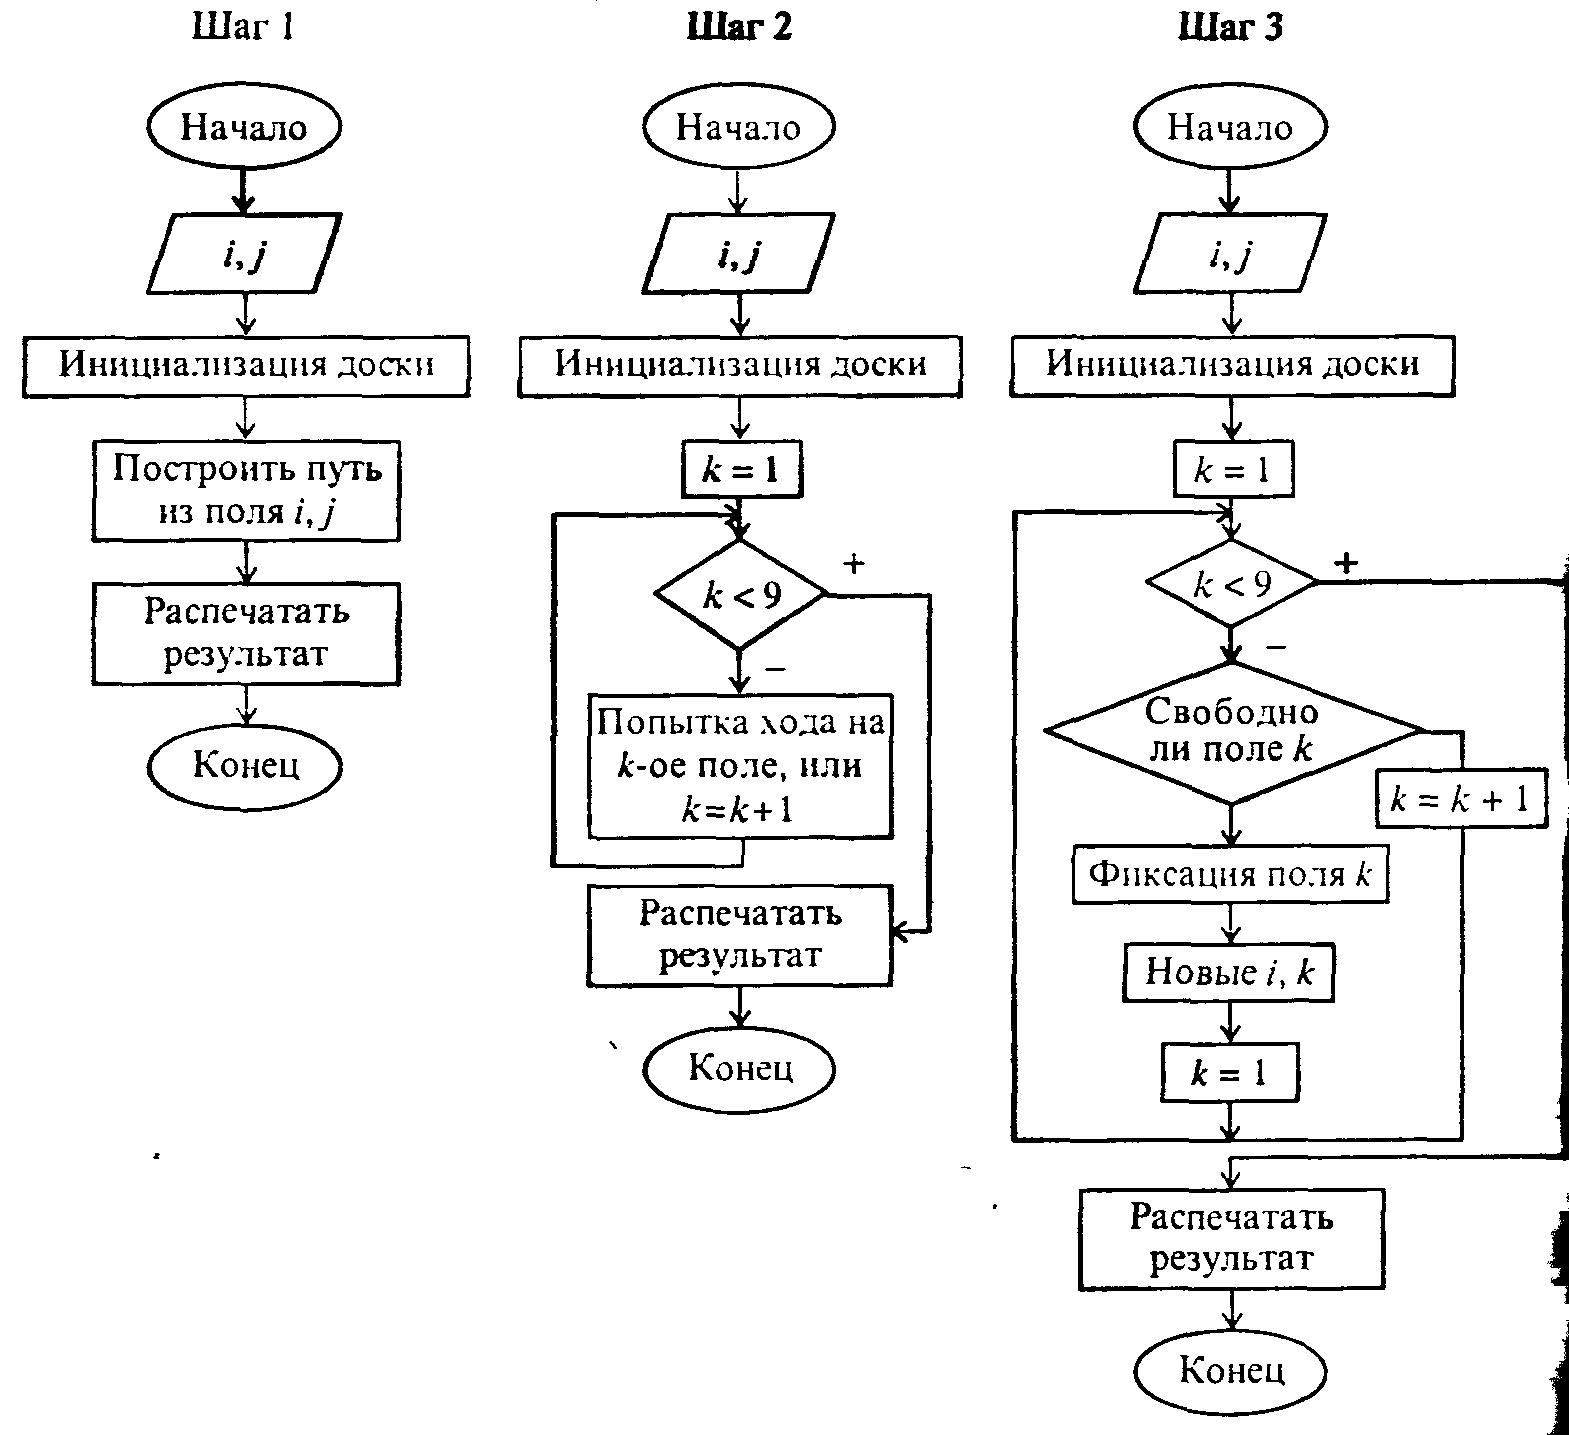 Шаг 1
Начало
i, j
Инициализация доски
Построить путь
из поля i, j
Распечатать
результат
Конец
Шаг 2
Начало
i, j
Инициализация доски
k = 1
k < 9
+
−
Попытка хода на
k-ое поле, или
k=k+1
Распечатать
результат
Конец
Шаг 3
Начало
i, j
Инициализация доски
k = 1
k < 9
+
−
Свободно
ли поле k
k = k + 1
Фиксация поля k
Новые i, k
k = 1
Распечатать
результат
Конец